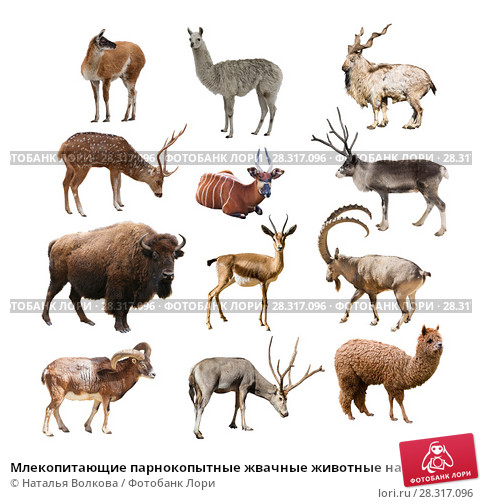 ФОТОБАНК ЛОРИ · 28.317.096 · ФОТОБАНК ЛОРИ · 28.317.096 · ФОТОБАНК ЛОРИ · 28.31
ФОТОБАНК ЛОРИ · 28.317.096 · ФОТОБАНК ЛОРИ · 28.317.096 · ФОТОБАНК ЛОРИ · 28.31
Млекопитающие парнокопытные жвачные животные на
© Наталья Волкова / Фотобанк Лори
ФОТОБАНК ЛОРИ
lori.ru/28.317.096